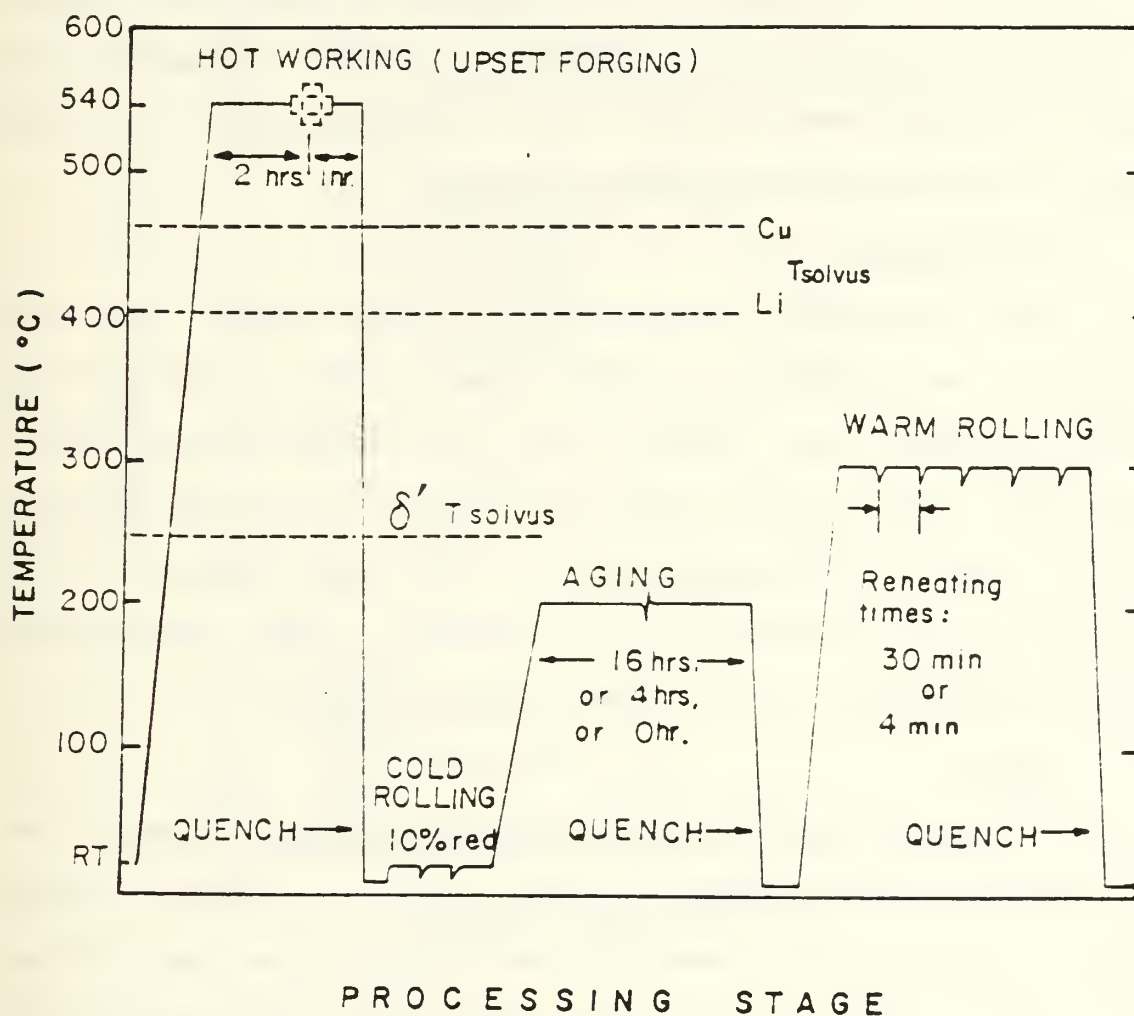 600
HOT WORKING (UPSET FORGING)
540
500
2 hrs. 1hr.
Cu
Tsolvus
Li
400
WARM ROLLING
300
δ' T solvus
AGING
200
Reheating
times:
16 hrs.
or 4 hrs,
or 0hr.
30 min
or
4 min
100
COLD
ROLLING
10% red
QUENCH
QUENCH
QUENCH
RT
TEMPERATURE (°C)
PROCESSING STAGE